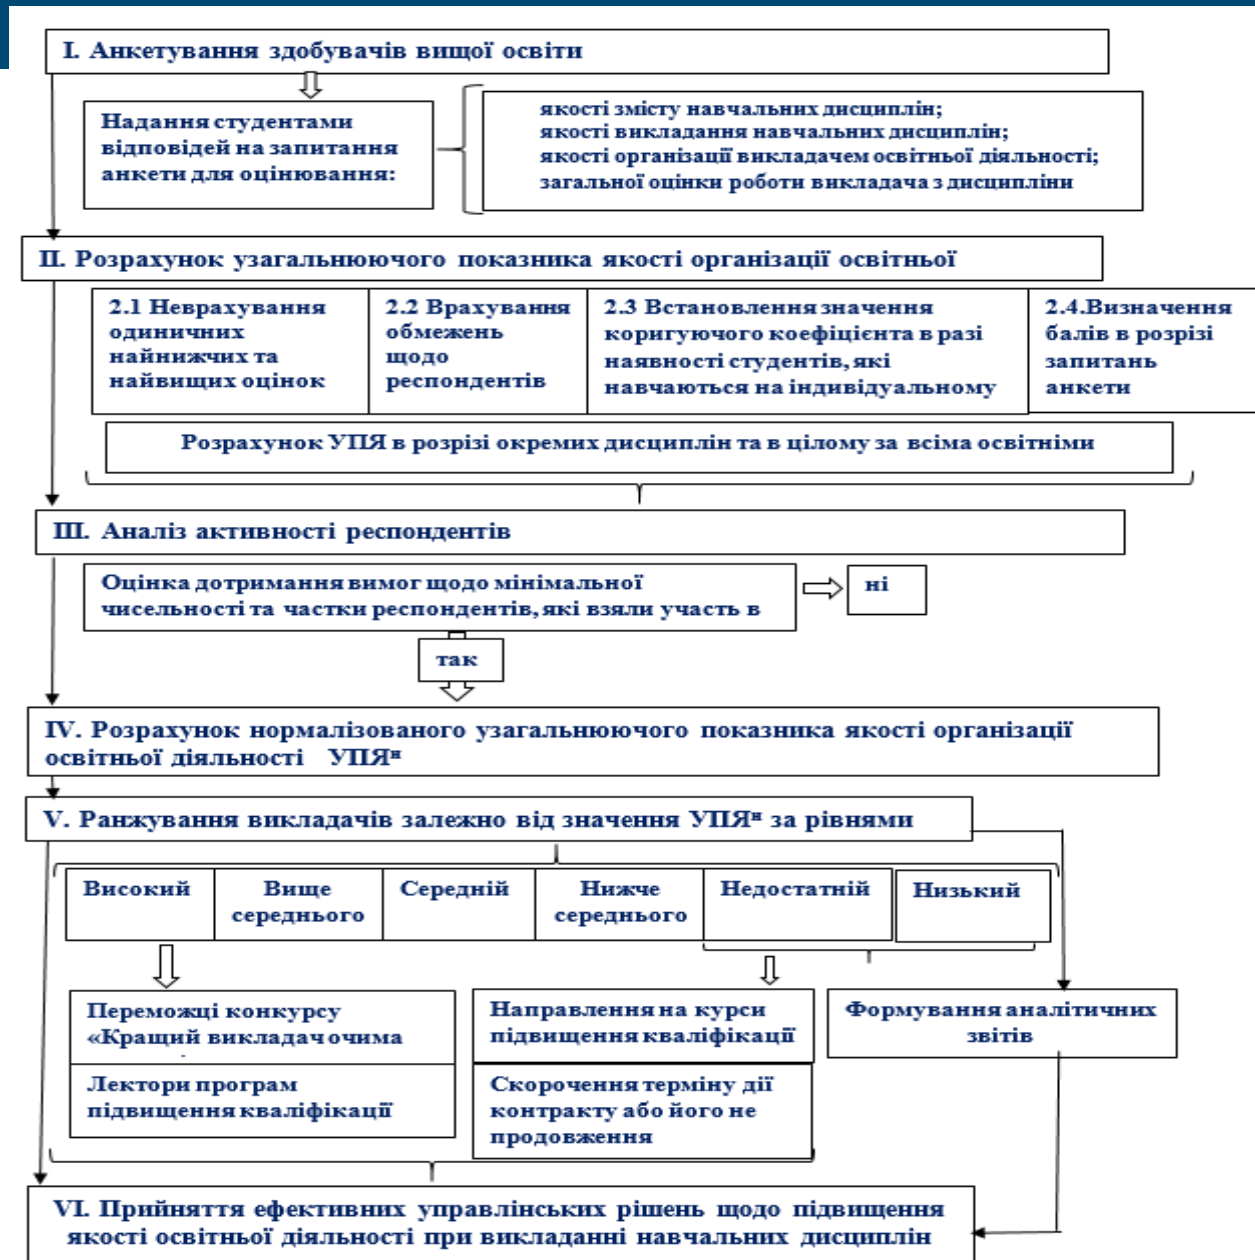 І. Анкетування здобувачів вищої освіти
Надання студентами
відповідей на запитання
анкети для оцінювання:
якості змісту навчальних дисциплін;
якості викладання навчальних дисциплін;
якості організації викладачем освітньої діяльності;
загальної оцінки роботи викладача з дисципліни
ІІ. Розрахунок узагальнюючого показника якості організації освітньої
2.1 Неврахування
одиничних
найнижчих та
найвищих оцінок
2.2 Врахування
обмежень
щодо
респондентів
2.3 Встановлення значення
коригуючого коефіцієнта в разі
наявності студентів, які
навчаються на індивідуальному
2.4.Визначення
балів в розрізі
запитань
анкети
Розрахунок УПЯ в розрізі окремих дисциплін та в цілому за всіма освітніми
ІІІ. Аналіз активності респондентів
Оцінка дотримання вимог щодо мінімальної
чисельності та частки респондентів, які взяли участь в
ні
так
IV. Розрахунок нормалізованого узагальнюючого показника якості організації
освітньої діяльності УПЯᴴ
V. Ранжування викладачів залежно від значення УПЯᴴ за рівнями
Високий
Вище
середнього
Середній
Нижче
середнього
Недостатній
Низький
Переможці конкурсу
«Кращий викладач очима
Лектори програм
підвищення кваліфікації
Направлення на курси
підвищення кваліфікації
Скорочення терміну дії
контракту або його не
продовження
Формування аналітичних
звітів
VI. Прийняття ефективних управлінських рішень щодо підвищення
якості освітньої діяльності при викладанні навчальних дисциплін